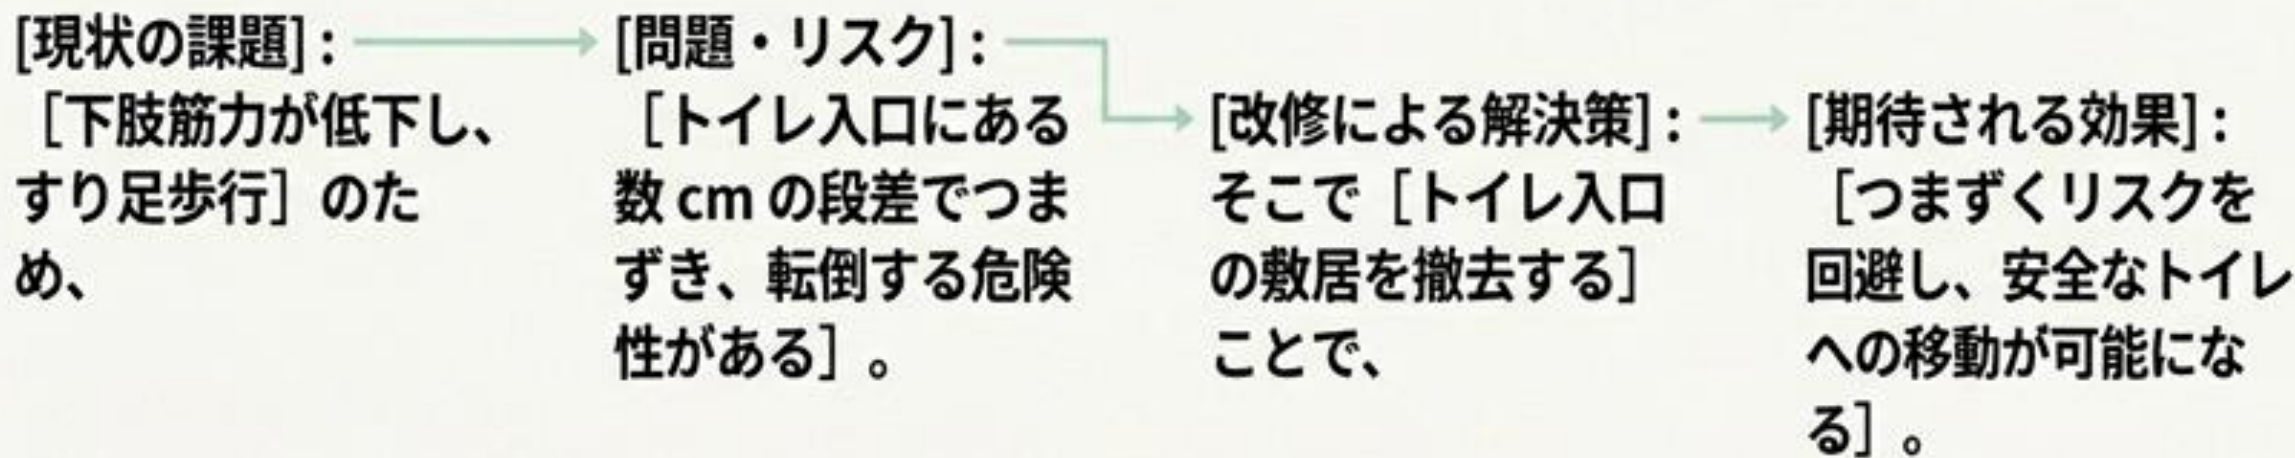 [現状の課題]:
［下肢筋力が低下し、
すり足歩行］のた
め、
[問題・リスク]:
［トイレ入口にある
数 cm の段差でつま
ずき、転倒する危険
性がある］。
[改修による解決策]:
そこで［トイレ入口
の敷居を撤去する］
ことで、
[期待される効果]:
［つまずくリスクを
回避し、安全なトイレ
への移動が可能にな
る］。